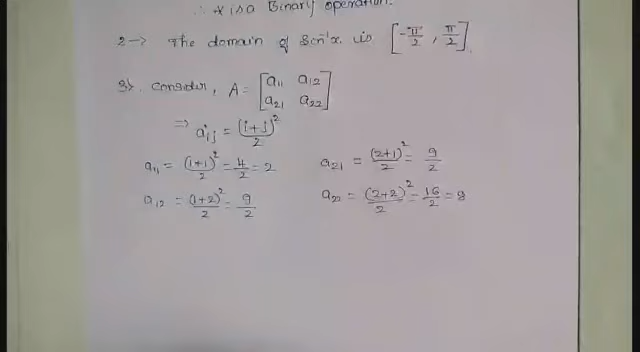 ∴ * is a Binary operation.
2→ The domain of Sin⁻¹x is [-π/2, π/2].
3). Consider, A = [a₁₁ a₁₂
a₂₁ a₂₂]
⇒ aᵢⱼ = (i+j)²/2
a₁₁ = (1+1)²/2 = 4/2 = 2 a₂₁ = (2+1)²/2 = 9/2
a₁₂ = (1+2)²/2 = 9/2 a₂₂ = (2+2)²/2 = 16/2 = 8